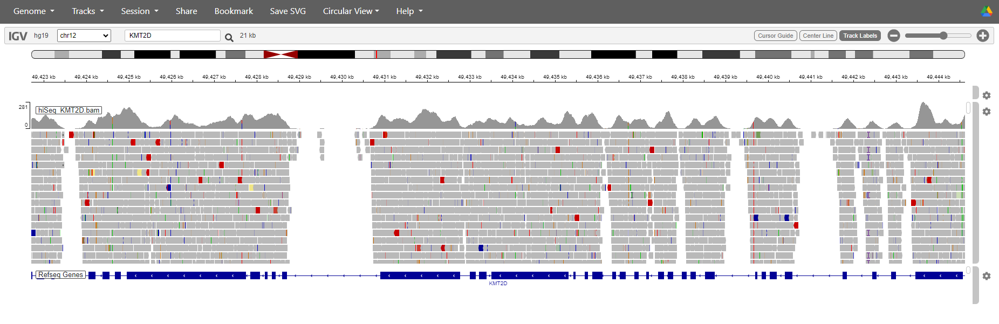 Genome Tracks Session Share Bookmark Save SVG Circular View Help
IGV hg19 chr12 KMT2D 21 kb Cursor Guide Center Line Track Labels
49,423 kb 49,424 kb 49,425 kb 49,426 kb 49,427 kb 49,428 kb 49,429 kb 49,430 kb 49,431 kb 49,432 kb 49,433 kb 49,434 kb 49,435 kb 49,436 kb 49,437 kb 49,438 kb 49,439 kb 49,440 kb 49,441 kb 49,442 kb 49,443 kb 49,444 kb
281
hiSeq_KMT2D.bam
0
Refseq Genes
KMT2D